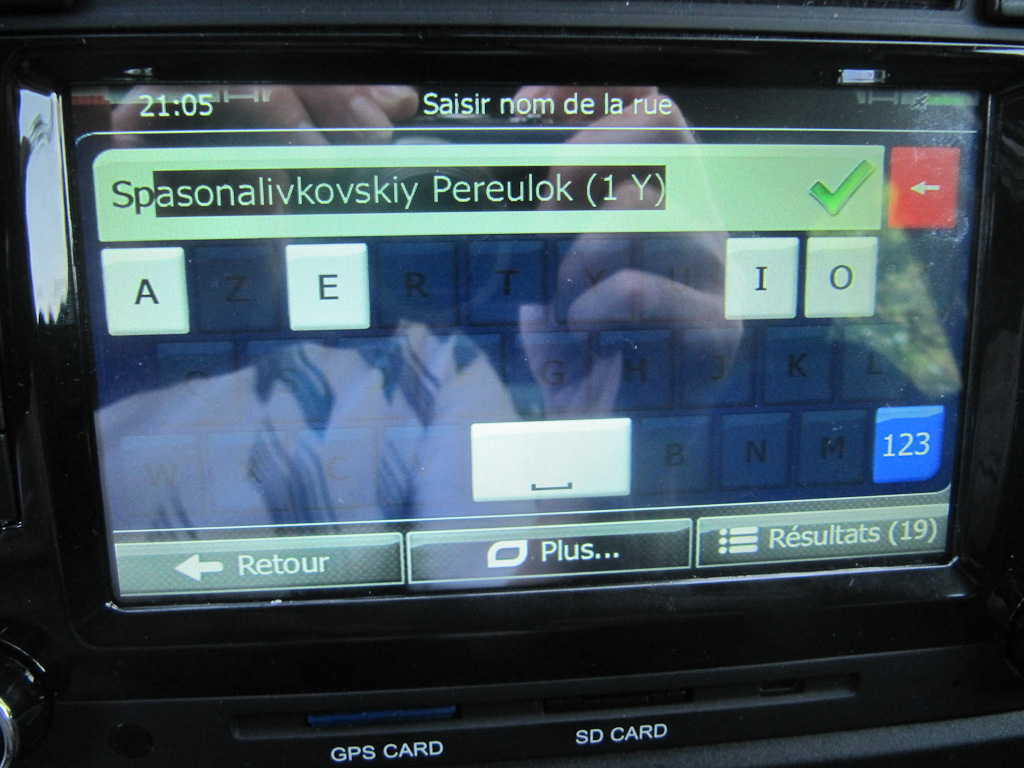 21:05 Saisir nom de la rue
Spasonalivkovskiy Pereulok (1 Y)
A Z E R T Y U I O
Q S G H J K L
W X C B N M 123
Retour Plus... Résultats (19)
GPS CARD SD CARD